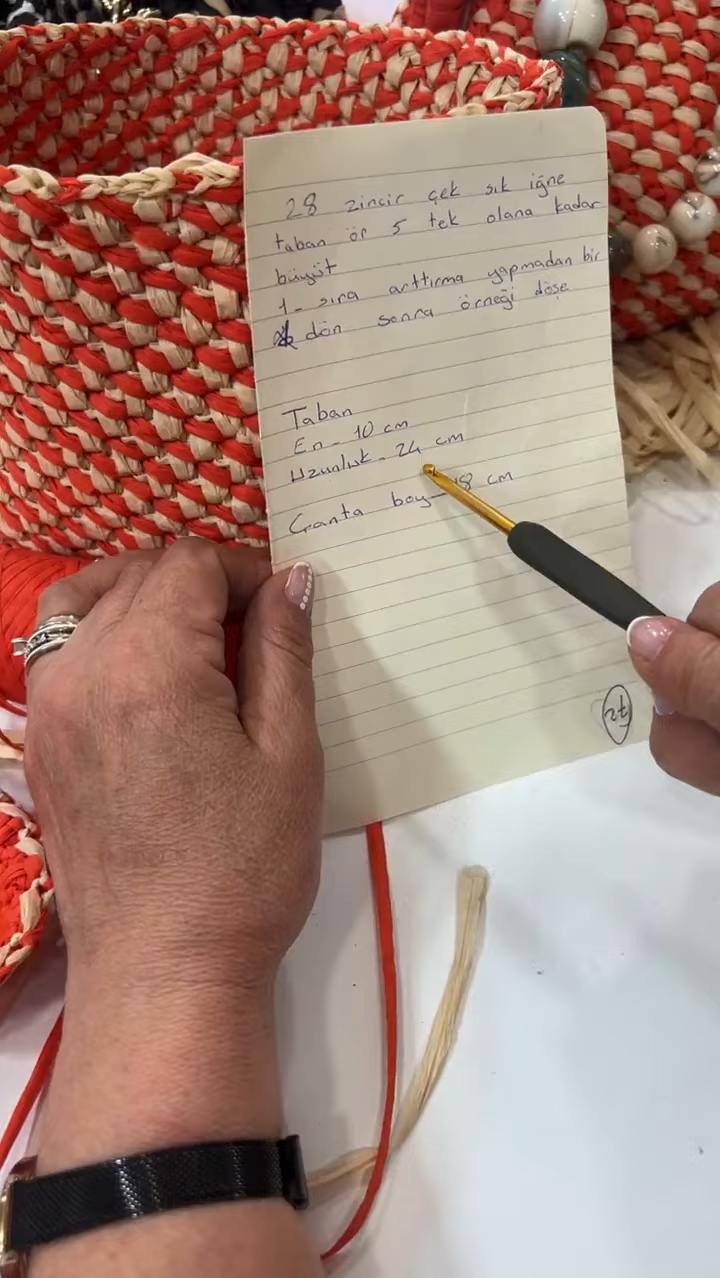 28 zincir çek sık iğne
taban ör 5 tek olana kadar
büyüt
1- sıra arttırma yapmadan bir
dön sonra örneği döşe
Taban
En- 10 cm
Uzunluk- 24 cm
Çanta boy- 18 cm